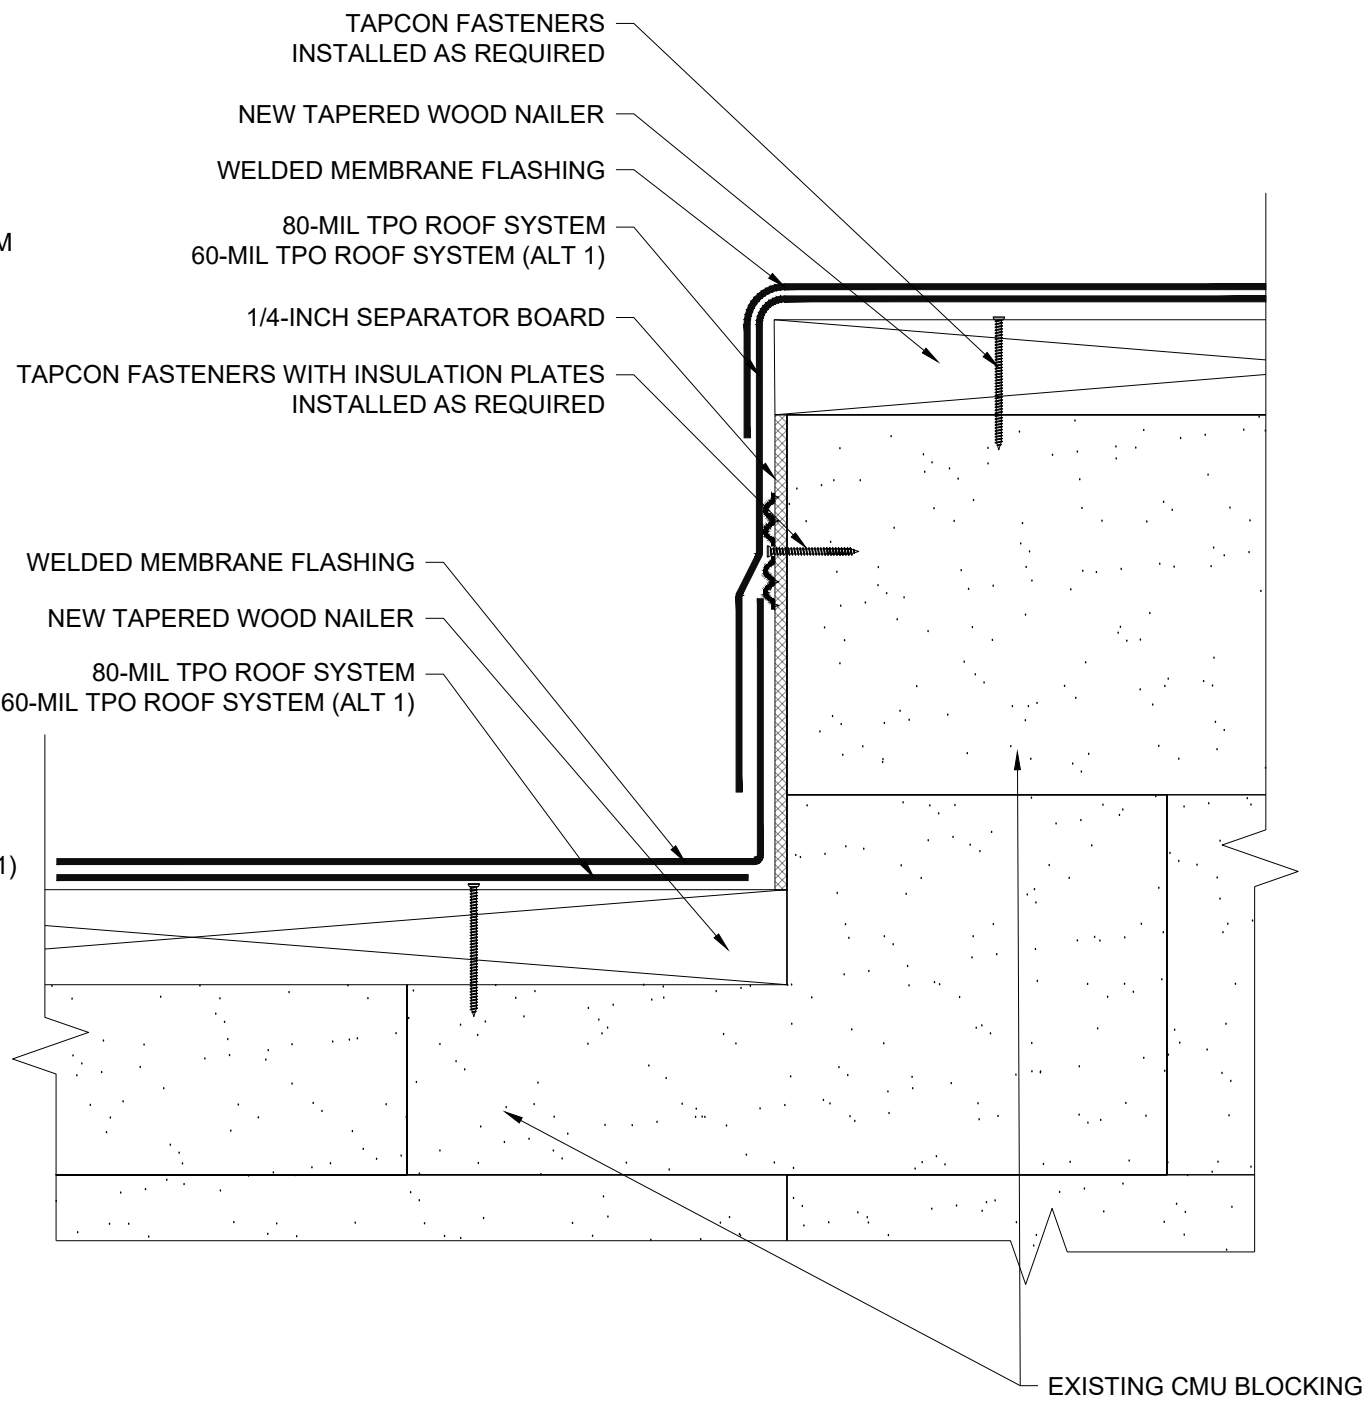 TAPCON FASTENERS
INSTALLED AS REQUIRED
NEW TAPERED WOOD NAILER
WELDED MEMBRANE FLASHING
80-MIL TPO ROOF SYSTEM
60-MIL TPO ROOF SYSTEM (ALT 1)
M
1/4-INCH SEPARATOR BOARD
TAPCON FASTENERS WITH INSULATION PLATES
INSTALLED AS REQUIRED
WELDED MEMBRANE FLASHING
NEW TAPERED WOOD NAILER
80-MIL TPO ROOF SYSTEM
60-MIL TPO ROOF SYSTEM (ALT 1)
1)
EXISTING CMU BLOCKING